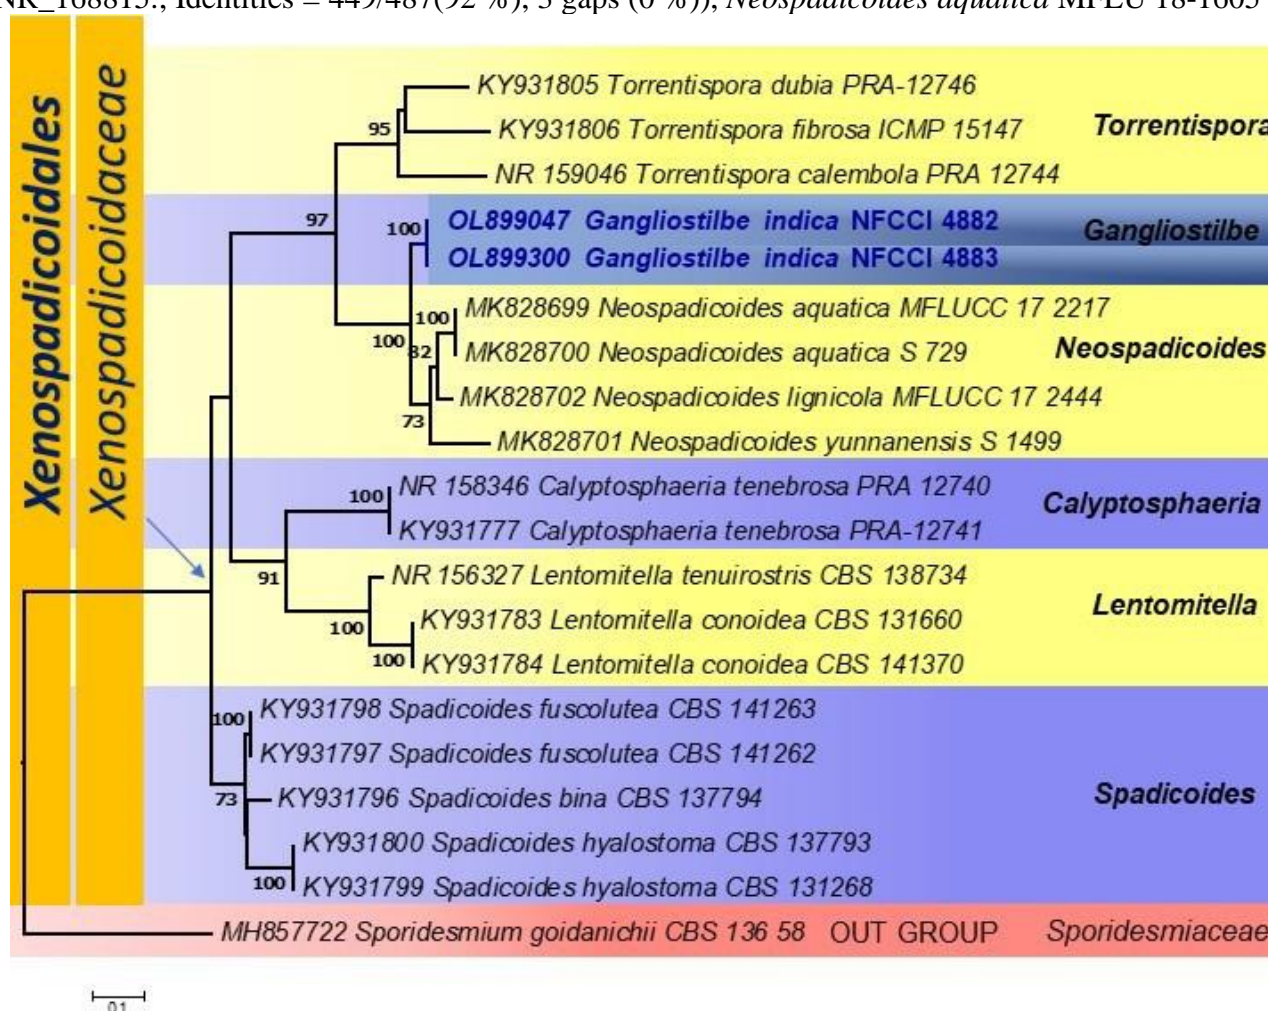 NR_168815.; Identities = 449/487(92 %), 3 gaps (0 %)), Neospadicoides aquatica MFLU 18-1605
Xenospadicoidales
Xenospadicoidaceae
KY931805 Torrentispora dubia PRA-12746
95
KY931806 Torrentispora fibrosa ICMP 15147
Torrentispora
NR 159046 Torrentispora calembola PRA 12744
97
100
OL899047 Gangliostilbe indica NFCCI 4882
Gangliostilbe
OL899300 Gangliostilbe indica NFCCI 4883
100
MK828699 Neospadicoides aquatica MFLUCC 17 2217
100
82
MK828700 Neospadicoides aquatica S 729
Neospadicoides
MK828702 Neospadicoides lignicola MFLUCC 17 2444
73
MK828701 Neospadicoides yunnanensis S 1499
100
NR 158346 Calyptosphaeria tenebrosa PRA 12740
Calyptosphaeria
KY931777 Calyptosphaeria tenebrosa PRA-12741
91
NR 156327 Lentomitella tenuirostris CBS 138734
Lentomitella
100
KY931783 Lentomitella conoidea CBS 131660
100
KY931784 Lentomitella conoidea CBS 141370
100
KY931798 Spadicoides fuscolutea CBS 141263
KY931797 Spadicoides fuscolutea CBS 141262
73
KY931796 Spadicoides bina CBS 137794
Spadicoides
KY931800 Spadicoides hyalostoma CBS 137793
100
KY931799 Spadicoides hyalostoma CBS 131268
MH857722 Sporidesmium goidanichii CBS 136 58 OUT GROUP
Sporidesmiaceae